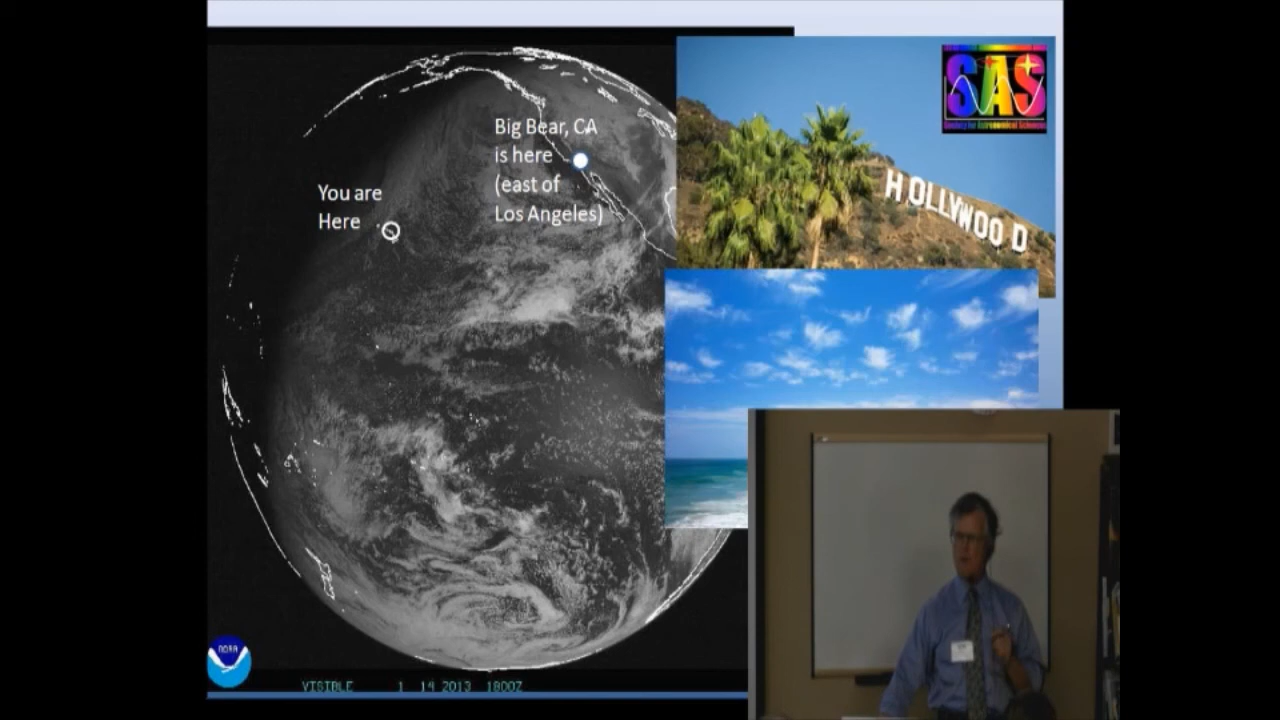 SAS
Society for Astronomical Sciences
HOLLYWOOD
Big Bear, CA
is here
(east of
Los Angeles)
You are
Here
NOAA
VISIBLE 1 14 2013 1800Z